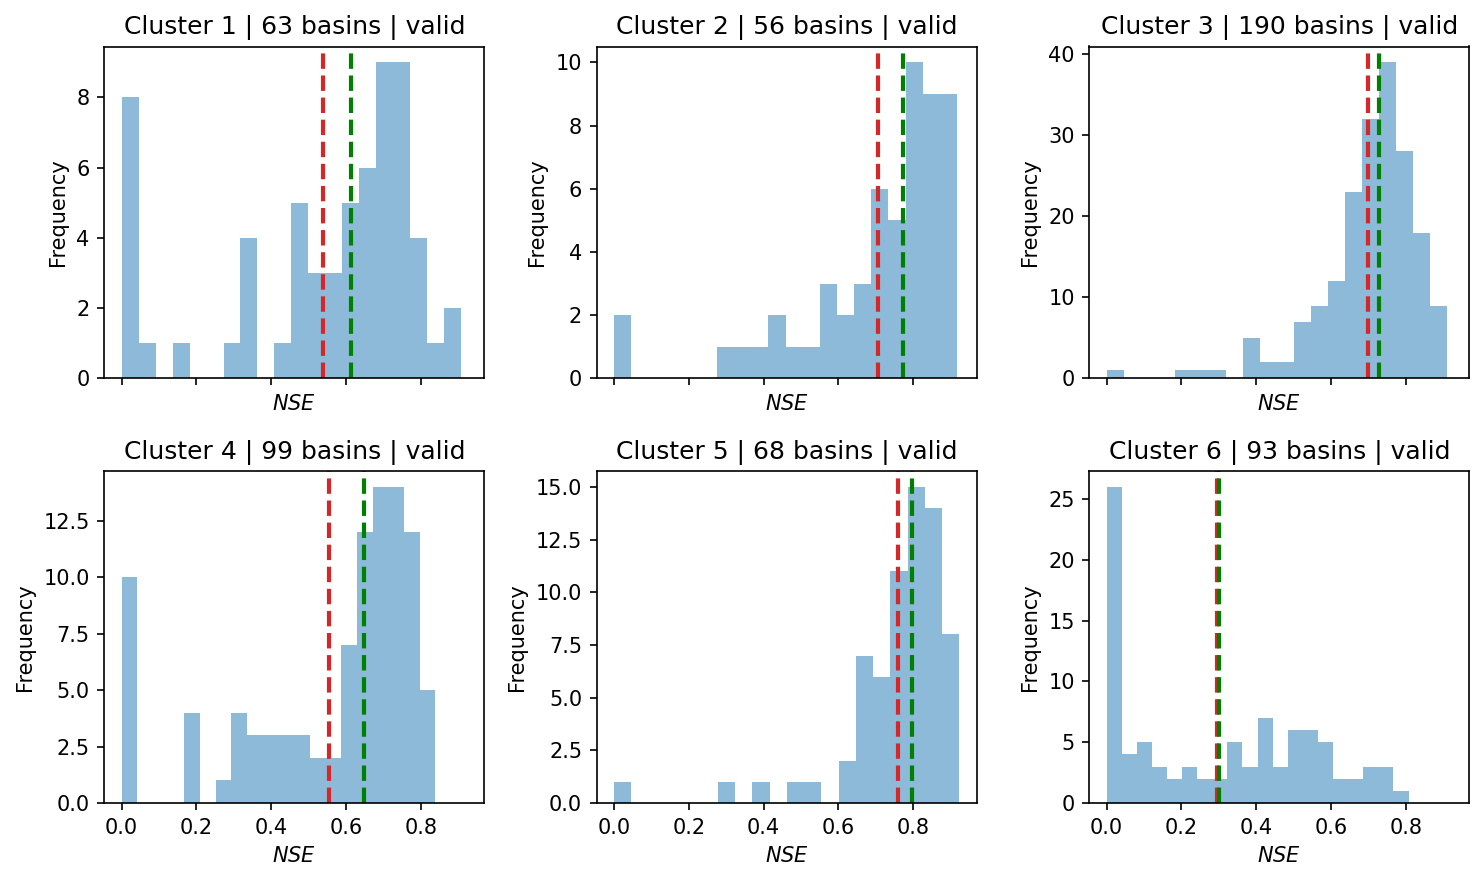 Cluster 1 | 63 basins | valid
Frequency
8
6
4
2
0
NSE
Cluster 2 | 56 basins | valid
Frequency
10
8
6
4
2
0
NSE
Cluster 3 | 190 basins | valid
Frequency
40
30
20
10
0
NSE
Cluster 4 | 99 basins | valid
Frequency
12.5
10.0
7.5
5.0
2.5
0.0
0.0 0.2 0.4 0.6 0.8
NSE
Cluster 5 | 68 basins | valid
Frequency
15.0
12.5
10.0
7.5
5.0
2.5
0.0
0.0 0.2 0.4 0.6 0.8
NSE
Cluster 6 | 93 basins | valid
Frequency
25
20
15
10
5
0
0.0 0.2 0.4 0.6 0.8
NSE